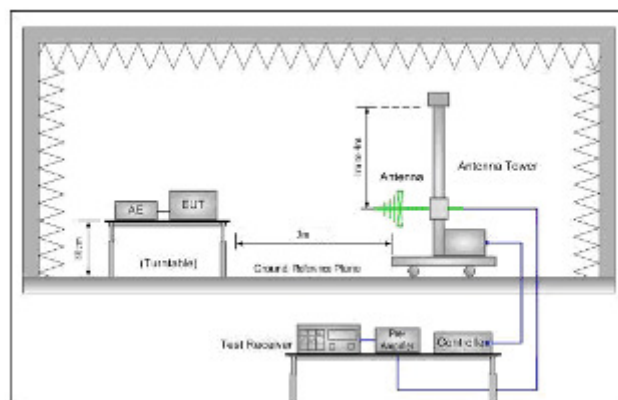 Antenna
Antenna Tower
AE
EUT
3m
(Turntable)
Ground Reference Plane
Test Receiver
Pre
Amplifier
Controller